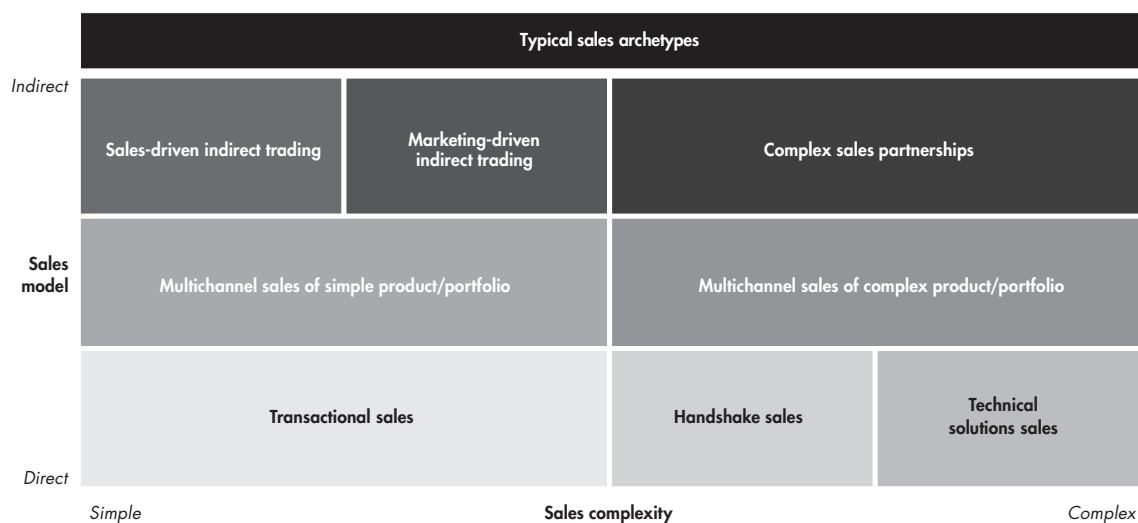 Typical sales archetypes
Indirect
Sales-driven indirect trading
Marketing-driven
indirect trading
Complex sales partnerships
Sales
model
Multichannel sales of simple product/portfolio
Multichannel sales of complex product/portfolio
Transactional sales
Handshake sales
Technical
solutions sales
Direct
Simple
Sales complexity
Complex